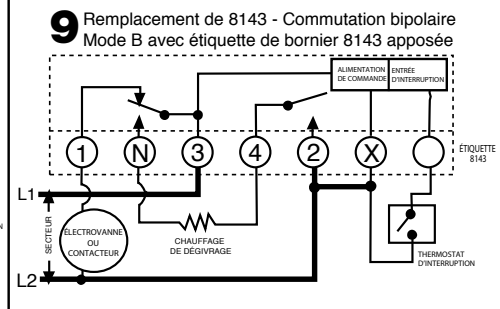 9 Remplacement de 8143 - Commutation bipolaire
Mode B avec étiquette de bornier 8143 apposée
ALIMENTATION
DE COMMANDE
ENTRÉE
D'INTERRUPTION
1 N 3 4 2 X
ÉTIQUETTE
8143
L1
SECTEUR
ÉLECTROVANNE
OU
CONTACTEUR
CHAUFFAGE
DE DÉGIVRAGE
THERMOSTAT
D'INTERRUPTION
L2